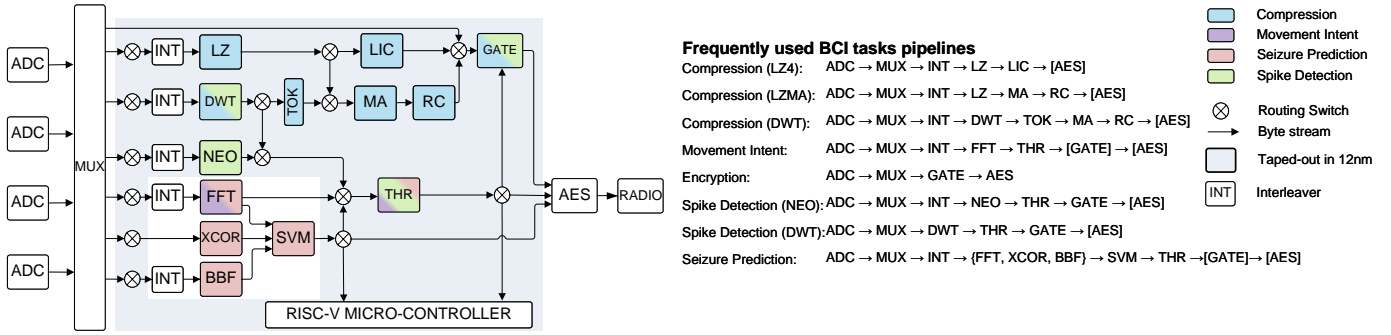 ADC
ADC
ADC
ADC
MUX
INT
LZ
LIC
GATE
INT
DWT
TOK
MA
RC
INT
NEO
INT
FFT
THR
XCOR
SVM
INT
BBF
AES
RADIO
RISC-V MICRO-CONTROLLER
Frequently used BCI tasks pipelines
Compression (LZ4): ADC → MUX → INT → LZ → LIC → [AES]
Compression (LZMA): ADC → MUX → INT → LZ → MA → RC → [AES]
Compression (DWT): ADC → MUX → INT → DWT → TOK → MA → RC → [AES]
Movement Intent: ADC → MUX → INT → FFT → THR → [GATE] → [AES]
Encryption: ADC → MUX → GATE → AES
Spike Detection (NEO): ADC → MUX → INT → NEO → THR → GATE → [AES]
Spike Detection (DWT): ADC → MUX → DWT → THR → GATE → [AES]
Seizure Prediction: ADC → MUX → INT → {FFT, XCOR, BBF} → SVM → THR →[GATE]→ [AES]
Compression
Movement Intent
Seizure Prediction
Spike Detection
Routing Switch
Byte stream
Taped-out in 12nm
INT Interleaver